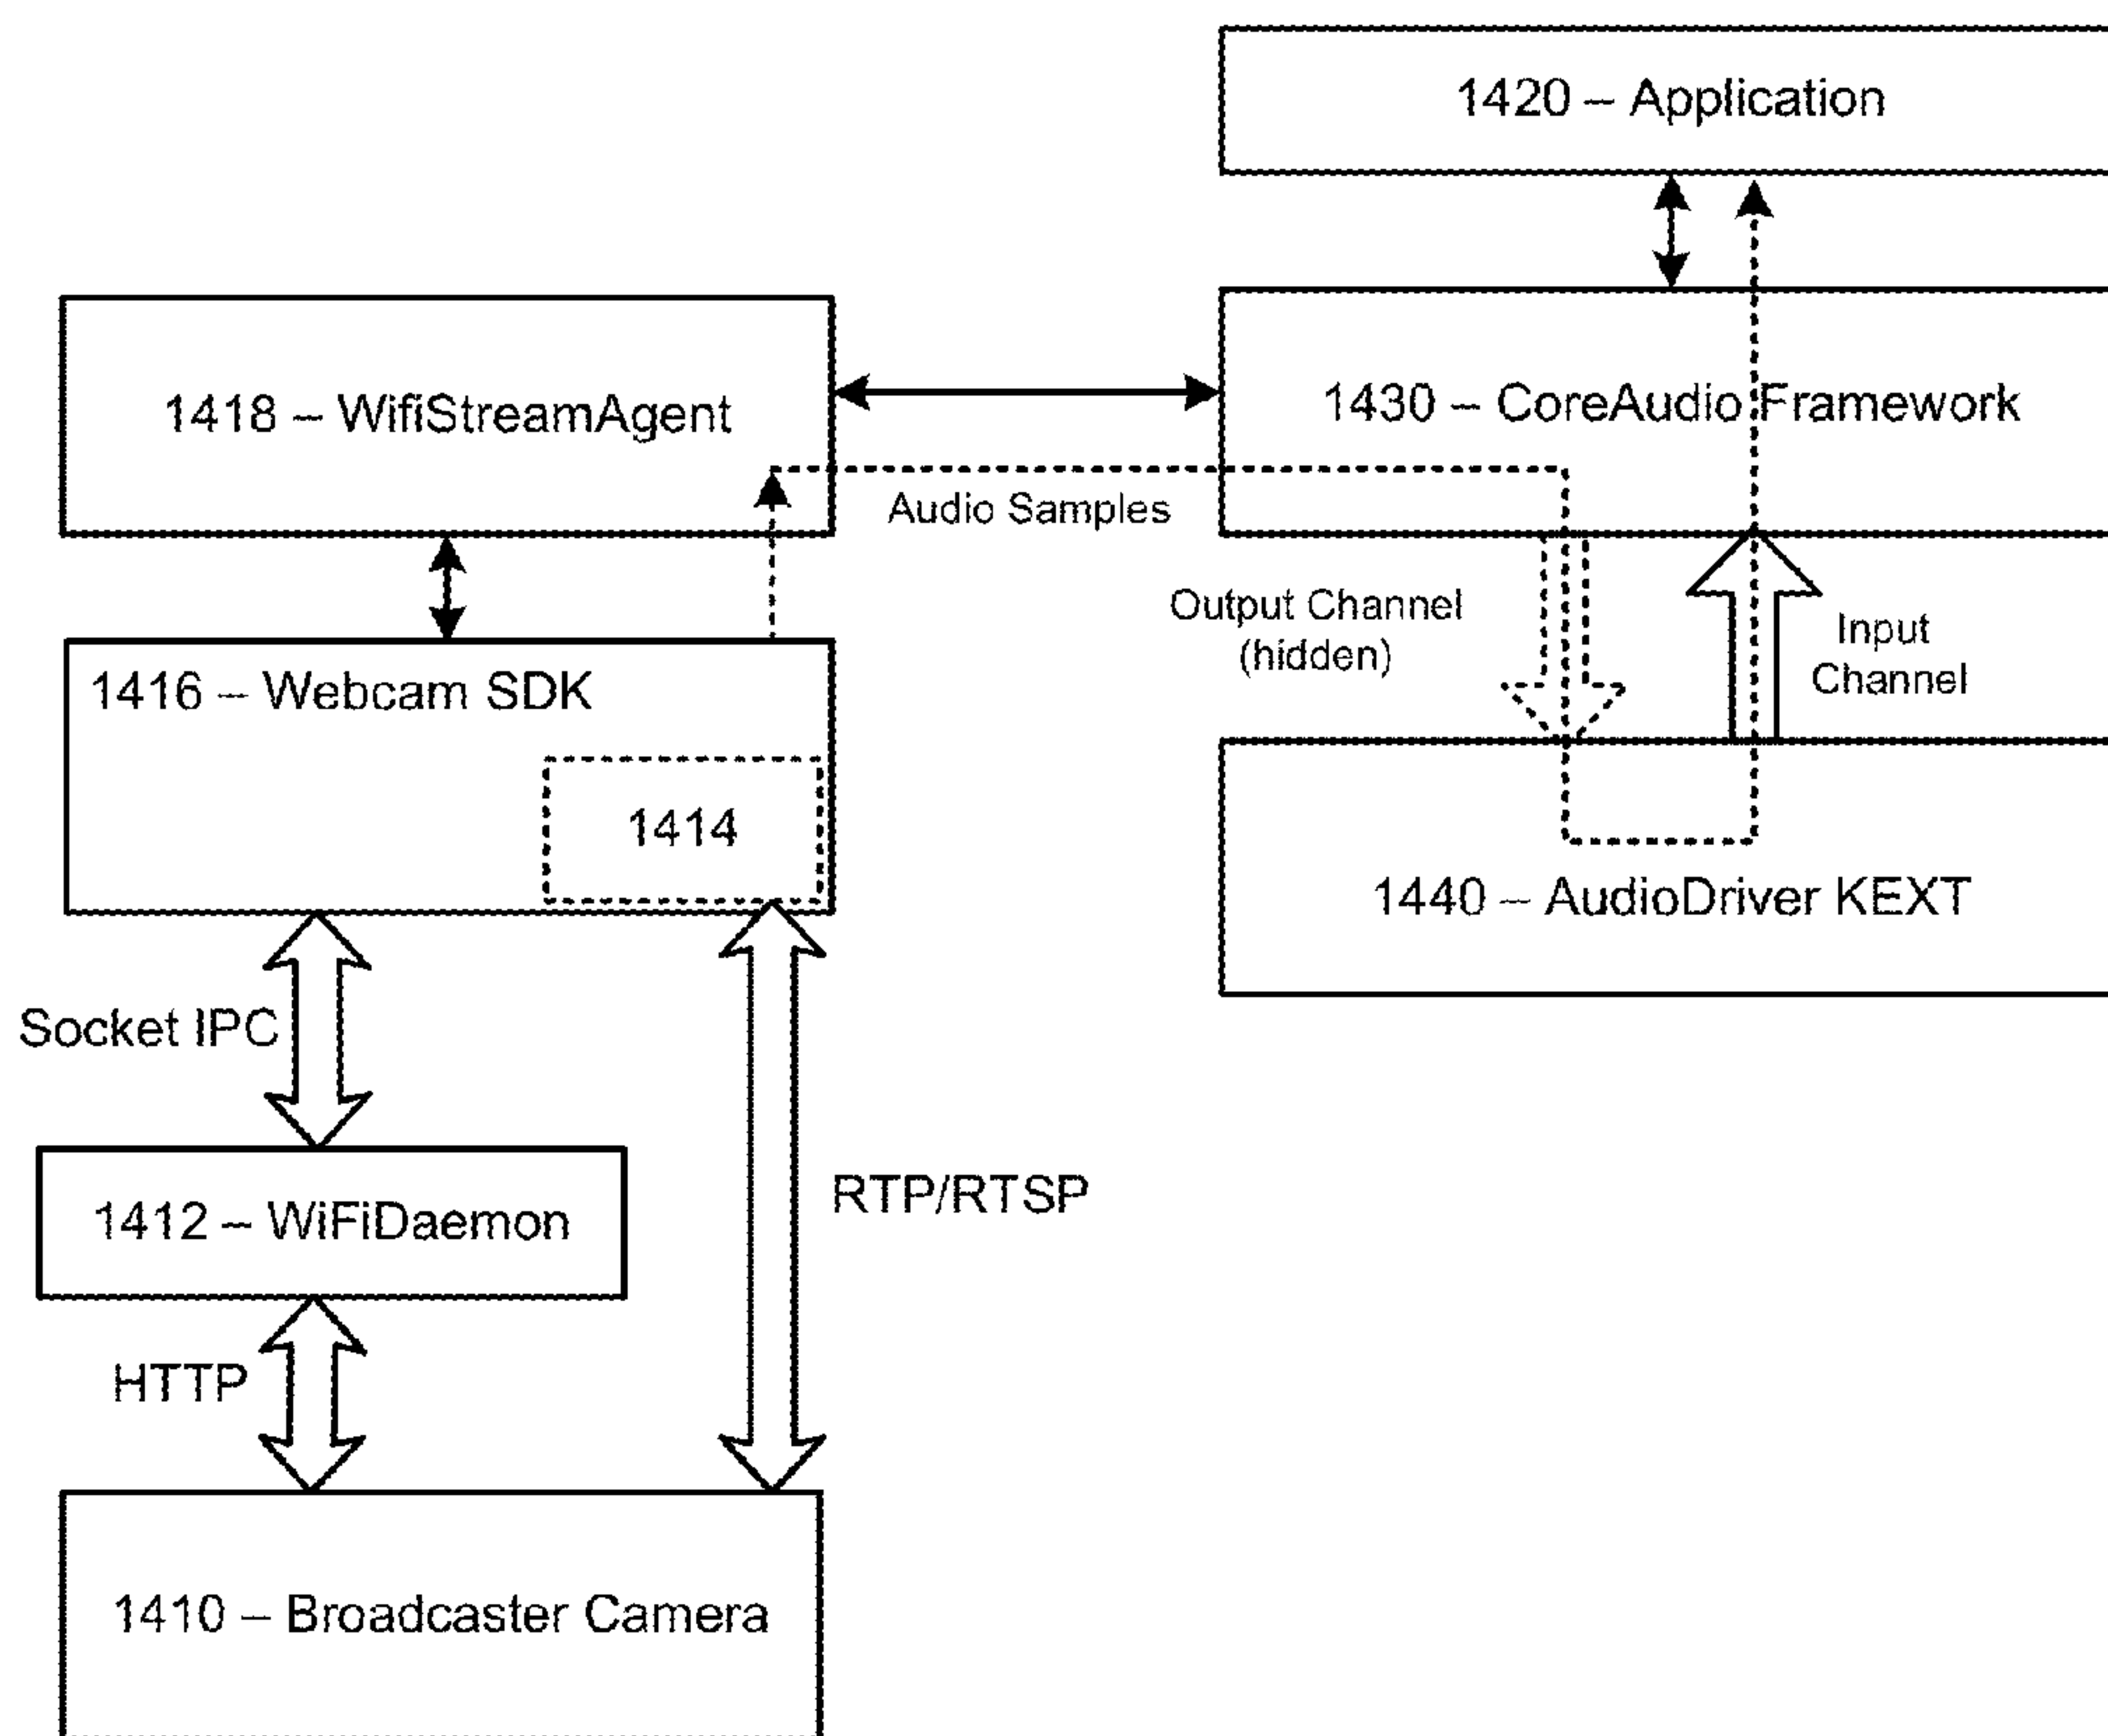 1420 – Application
1418 – WifiStreamAgent
1430 – CoreAudio Framework
Audio Samples
Output Channel
(hidden)
Input
Channel
1416 – Webcam SDK
1414
1440 – AudioDriver KEXT
Socket IPC
1412 – WiFiDaemon
RTP/RTSP
HTTP
1410 – Broadcaster Camera